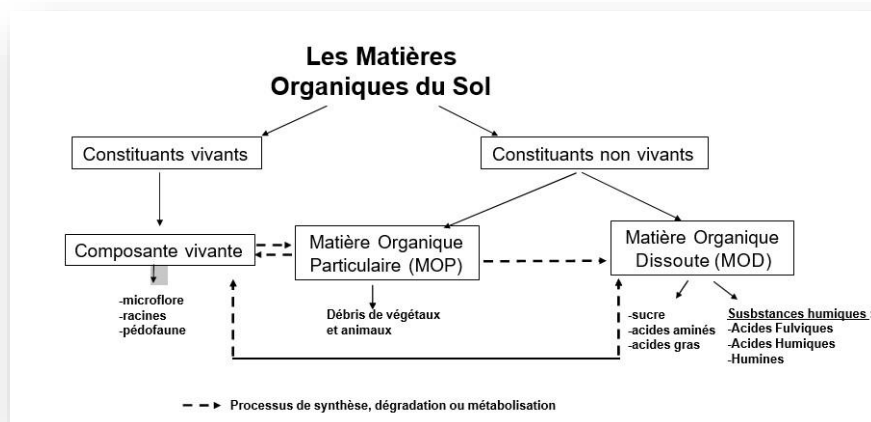 Les Matières
Organiques du Sol
Constituants vivants
Constituants non vivants
Composante vivante
Matière Organique
Particulaire (MOP)
Matière Organique
Dissoute (MOD)
-microflore
-racines
-pédofaune
Débris de végétaux
et animaux
-sucre
-acides aminés
-acides gras
Susbstances humiques :
-Acides Fulviques
-Acides Humiques
-Humines
Processus de synthèse, dégradation ou métabolisation